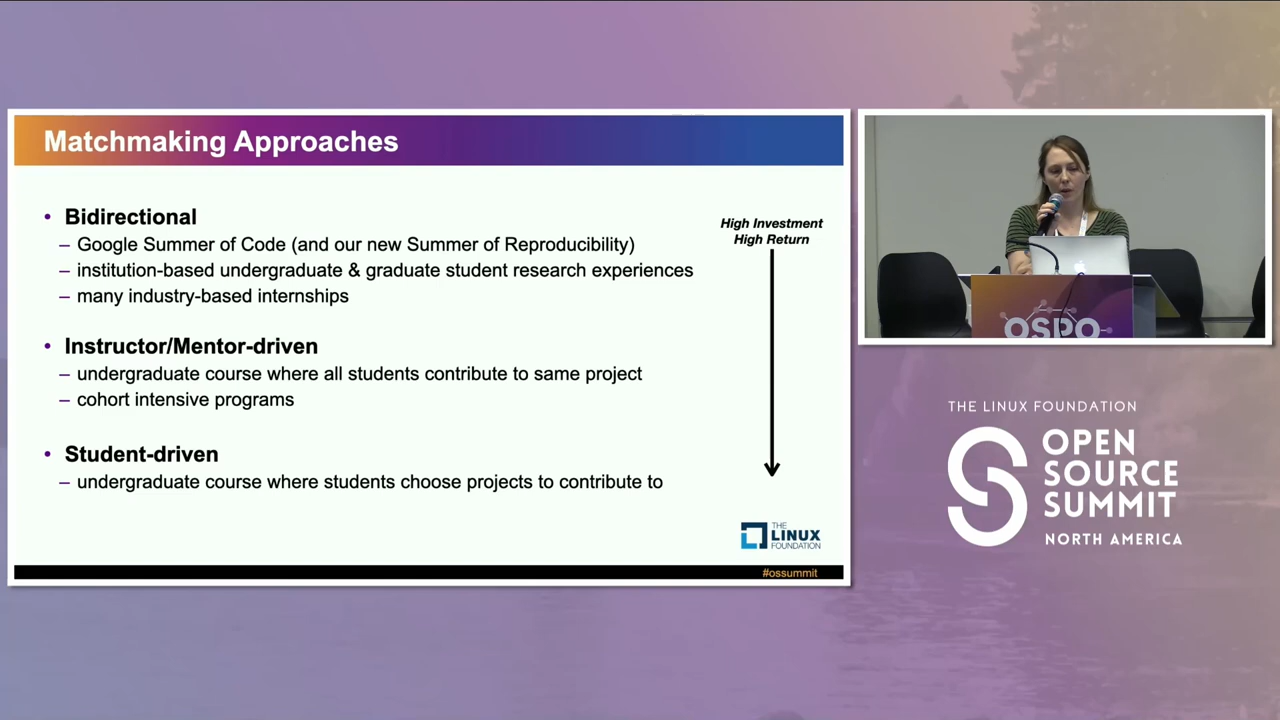 Matchmaking Approaches
• Bidirectional
– Google Summer of Code (and our new Summer of Reproducibility)
– institution-based undergraduate & graduate student research experiences
– many industry-based internships
• Instructor/Mentor-driven
– undergraduate course where all students contribute to same project
– cohort intensive programs
• Student-driven
– undergraduate course where students choose projects to contribute to
High Investment
High Return
THE
LINUX
FOUNDATION
#ossummit
OSPO
THE LINUX FOUNDATION
OPEN
SOURCE
SUMMIT
NORTH AMERICA